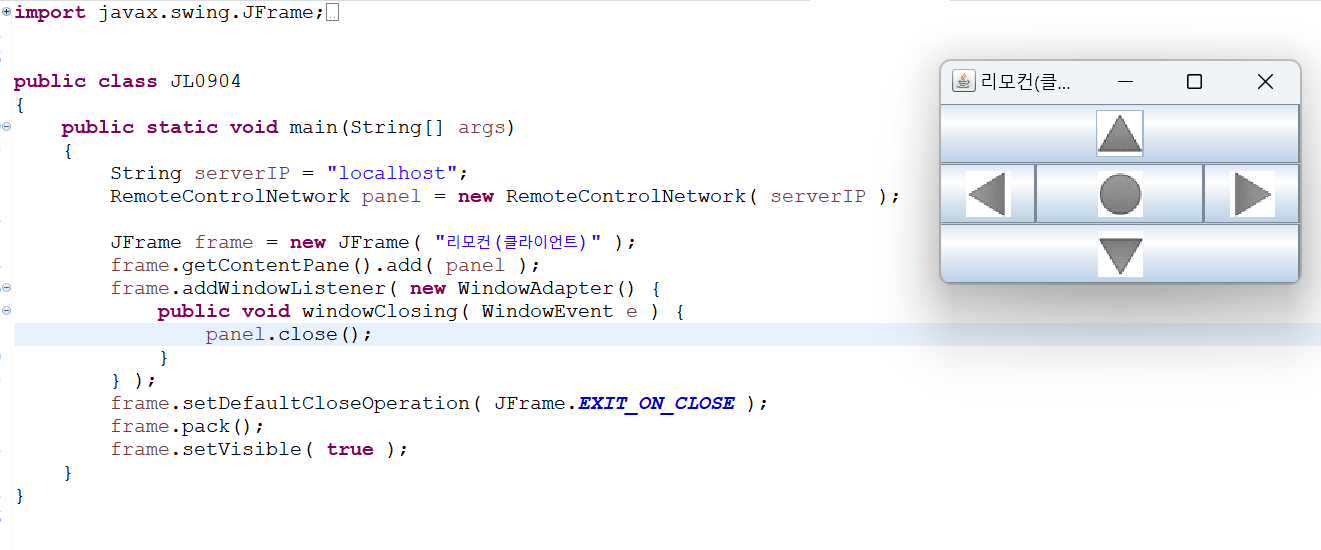 import javax.swing.JFrame;
public class JL0904
{
    public static void main(String[] args)
    {
        String serverIP = "localhost";
        RemoteControlNetwork panel = new RemoteControlNetwork( serverIP );
        JFrame frame = new JFrame( "리모컨(클라이언트)" );
        frame.getContentPane().add( panel );
        frame.addWindowListener( new WindowAdapter() {
            public void windowClosing( WindowEvent e ) {
                panel.close();
            }
        } );
        frame.setDefaultCloseOperation( JFrame.EXIT_ON_CLOSE );
        frame.pack();
        frame.setVisible( true );
    }
}
리모컨(클...